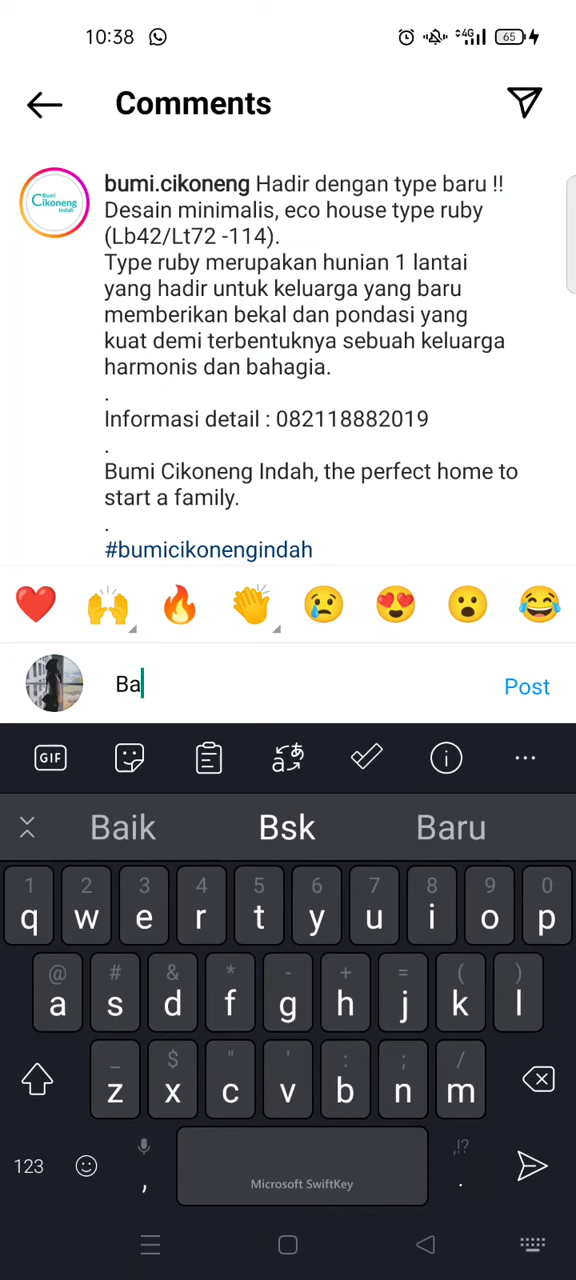 10:38 4G 65
Comments
Bumi Cikoneng Indah
bumi.cikoneng Hadir dengan type baru !!
Desain minimalis, eco house type ruby
(Lb42/Lt72 -114).
Type ruby merupakan hunian 1 lantai
yang hadir untuk keluarga yang baru
memberikan bekal dan pondasi yang
kuat demi terbentuknya sebuah keluarga
harmonis dan bahagia.
.
Informasi detail : 082118882019
.
Bumi Cikoneng Indah, the perfect home to
start a family.
.
#bumicikonengindah
Ba Post
GIF aあ ...
Baik Bsk Baru
1 2 3 4 5 6 7 8 9 0
q w e r t y u i o p
@ # & * - + = ( )
a s d f g h j k l
_ $ " ' : ; /
z x c v b n m
123 , Microsoft SwiftKey ,!? .